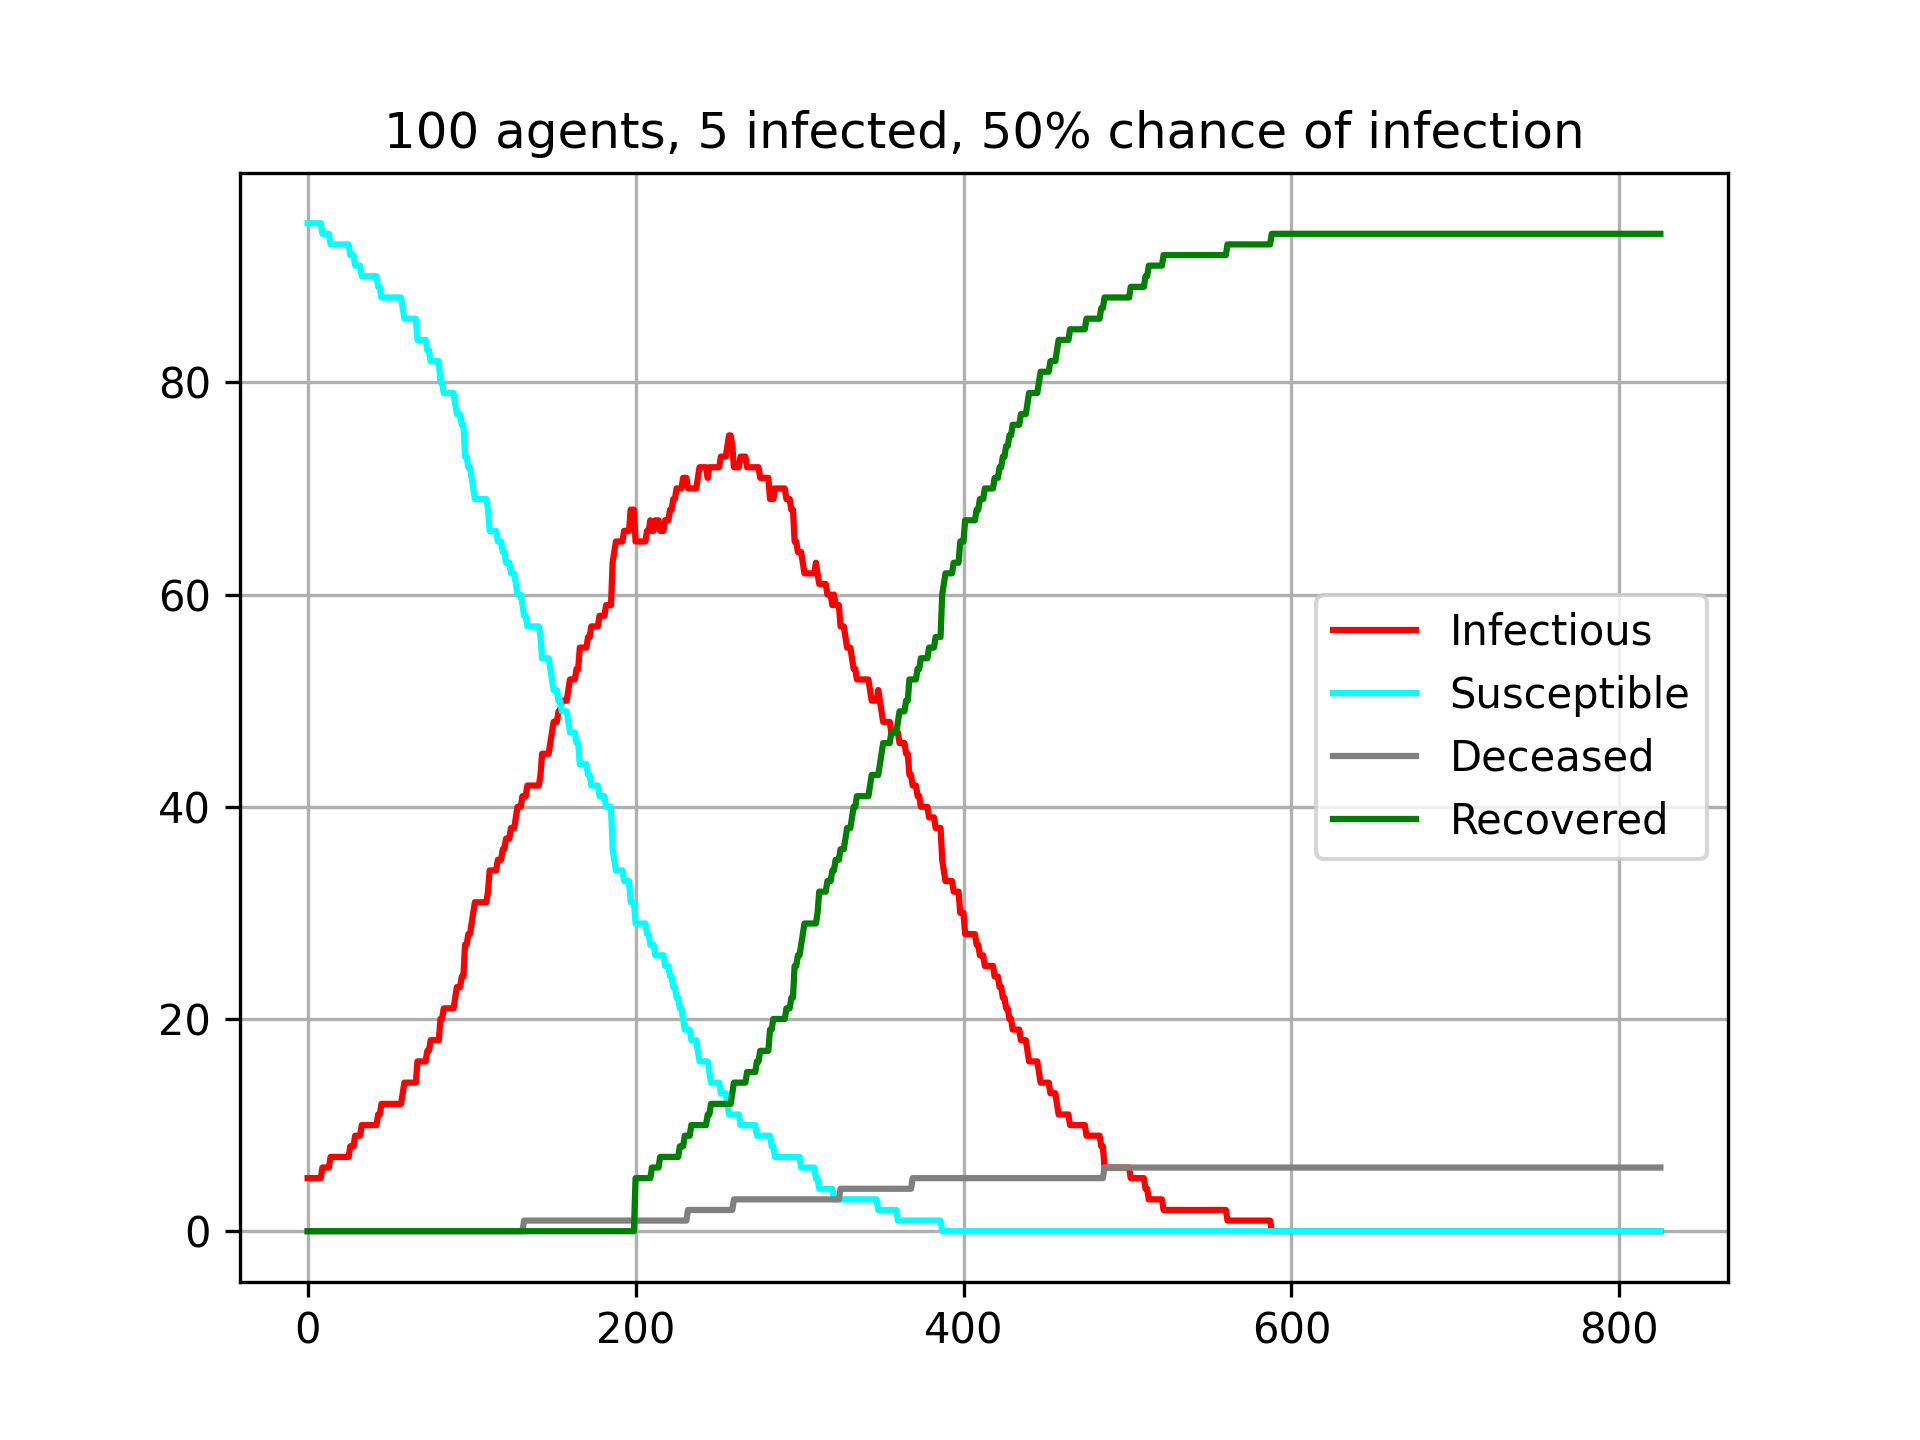 100 agents, 5 infected, 50% chance of infection
80
60
40
20
0
Infectious
Susceptible
Deceased
Recovered
0 200 400 600 800